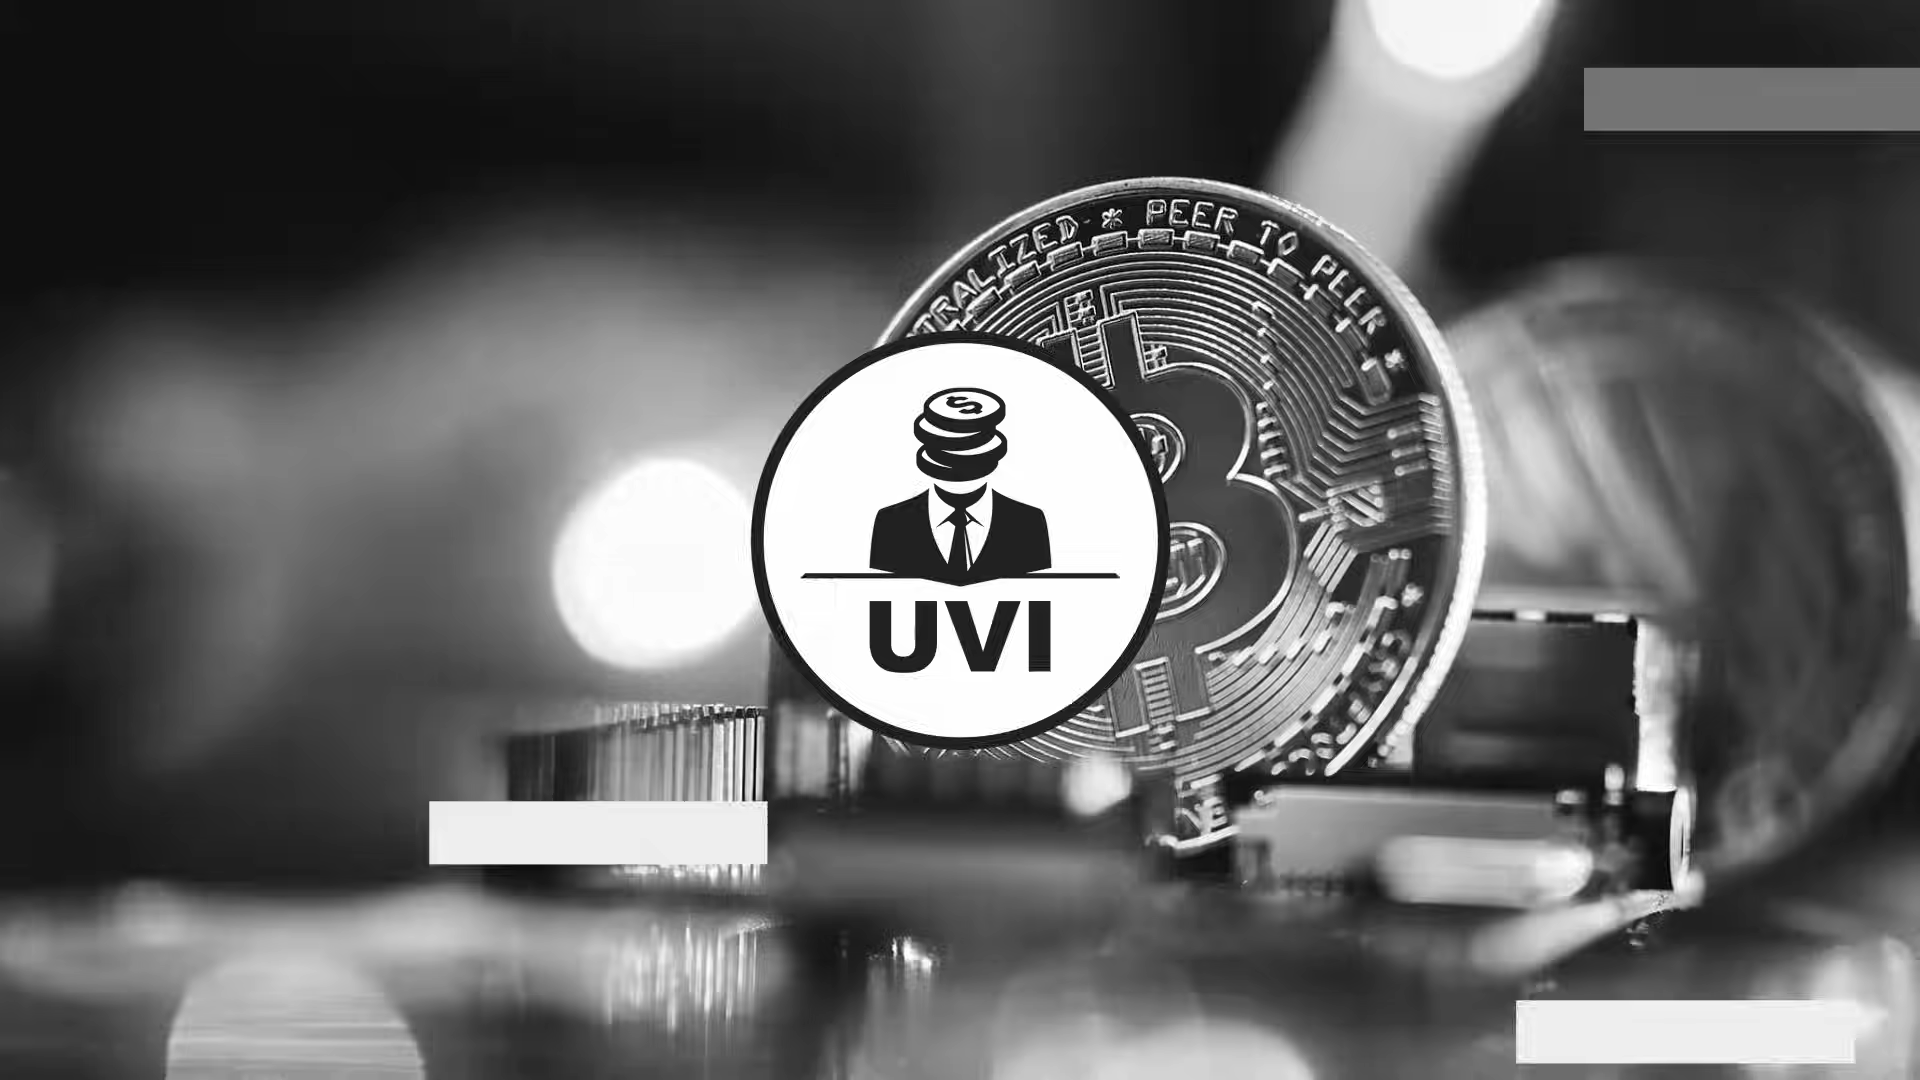 TRALIZED * PEER TO PEER *
$
UVI